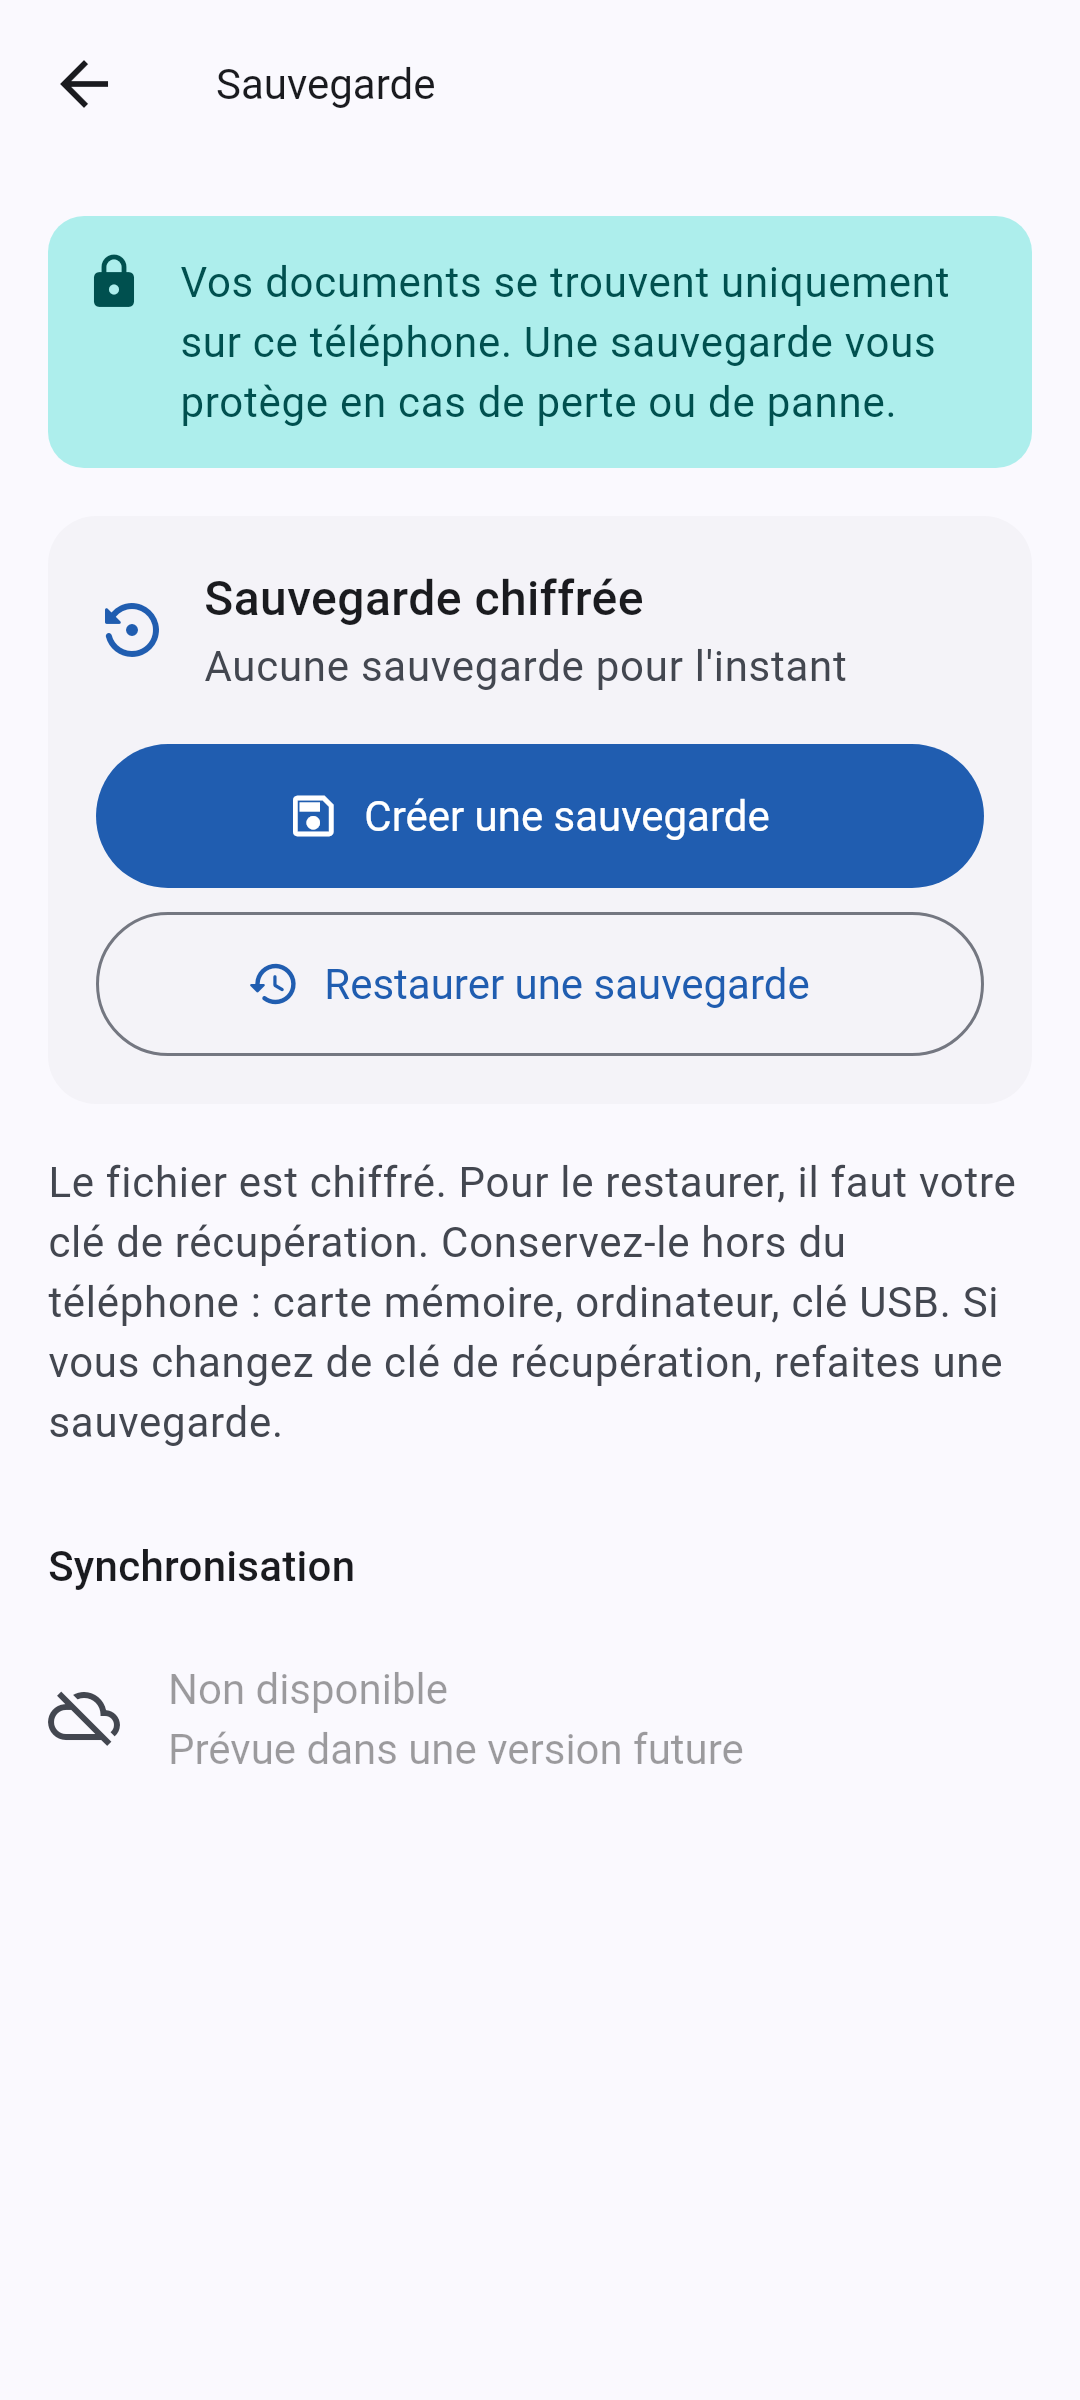 Sauvegarde
Vos documents se trouvent uniquement
sur ce téléphone. Une sauvegarde vous
protège en cas de perte ou de panne.
Sauvegarde chiffrée
Aucune sauvegarde pour l'instant
Créer une sauvegarde
Restaurer une sauvegarde
Le fichier est chiffré. Pour le restaurer, il faut votre
clé de récupération. Conservez-le hors du
téléphone : carte mémoire, ordinateur, clé USB. Si
vous changez de clé de récupération, refaites une
sauvegarde.
Synchronisation
Non disponible
Prévue dans une version future